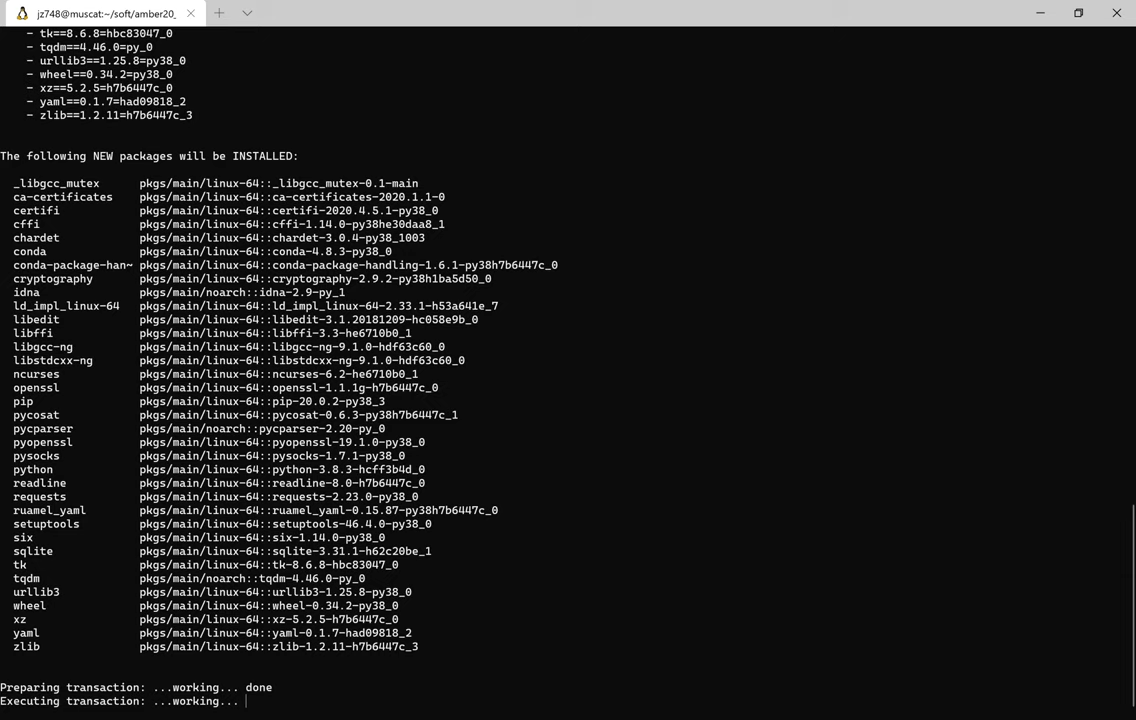 jz748@muscat:~/soft/amber20_
- tk==8.6.8=hbc83047_0
- tqdm==4.46.0=py_0
- urllib3==1.25.8=py38_0
- wheel==0.34.2=py38_0
- xz==5.2.5=h7b6447c_0
- yaml==0.1.7=had09818_2
- zlib==1.2.11=h7b6447c_3
The following NEW packages will be INSTALLED:
_libgcc_mutex pkgs/main/linux-64::_libgcc_mutex-0.1-main
ca-certificates pkgs/main/linux-64::ca-certificates-2020.1.1-0
certifi pkgs/main/linux-64::certifi-2020.4.5.1-py38_0
cffi pkgs/main/linux-64::cffi-1.14.0-py38he30daa8_1
chardet pkgs/main/linux-64::chardet-3.0.4-py38_1003
conda pkgs/main/linux-64::conda-4.8.3-py38_0
conda-package-han~ pkgs/main/linux-64::conda-package-handling-1.6.1-py38h7b6447c_0
cryptography pkgs/main/linux-64::cryptography-2.9.2-py38h1ba5d50_0
idna pkgs/main/noarch::idna-2.9-py_1
ld_impl_linux-64 pkgs/main/linux-64::ld_impl_linux-64-2.33.1-h53a641e_7
libedit pkgs/main/linux-64::libedit-3.1.20181209-hc058e9b_0
libffi pkgs/main/linux-64::libffi-3.3-he6710b0_1
libgcc-ng pkgs/main/linux-64::libgcc-ng-9.1.0-hdf63c60_0
libstdcxx-ng pkgs/main/linux-64::libstdcxx-ng-9.1.0-hdf63c60_0
ncurses pkgs/main/linux-64::ncurses-6.2-he6710b0_1
openssl pkgs/main/linux-64::openssl-1.1.1g-h7b6447c_0
pip pkgs/main/linux-64::pip-20.0.2-py38_3
pycosat pkgs/main/linux-64::pycosat-0.6.3-py38h7b6447c_1
pycparser pkgs/main/noarch::pycparser-2.20-py_0
pyopenssl pkgs/main/linux-64::pyopenssl-19.1.0-py38_0
pysocks pkgs/main/linux-64::pysocks-1.7.1-py38_0
python pkgs/main/linux-64::python-3.8.3-hcff3b4d_0
readline pkgs/main/linux-64::readline-8.0-h7b6447c_0
requests pkgs/main/linux-64::requests-2.23.0-py38_0
ruamel_yaml pkgs/main/linux-64::ruamel_yaml-0.15.87-py38h7b6447c_0
setuptools pkgs/main/linux-64::setuptools-46.4.0-py38_0
six pkgs/main/linux-64::six-1.14.0-py38_0
sqlite pkgs/main/linux-64::sqlite-3.31.1-h62c20be_1
tk pkgs/main/linux-64::tk-8.6.8-hbc83047_0
tqdm pkgs/main/noarch::tqdm-4.46.0-py_0
urllib3 pkgs/main/linux-64::urllib3-1.25.8-py38_0
wheel pkgs/main/linux-64::wheel-0.34.2-py38_0
xz pkgs/main/linux-64::xz-5.2.5-h7b6447c_0
yaml pkgs/main/linux-64::yaml-0.1.7-had09818_2
zlib pkgs/main/linux-64::zlib-1.2.11-h7b6447c_3
Preparing transaction: ...working... done
Executing transaction: ...working...